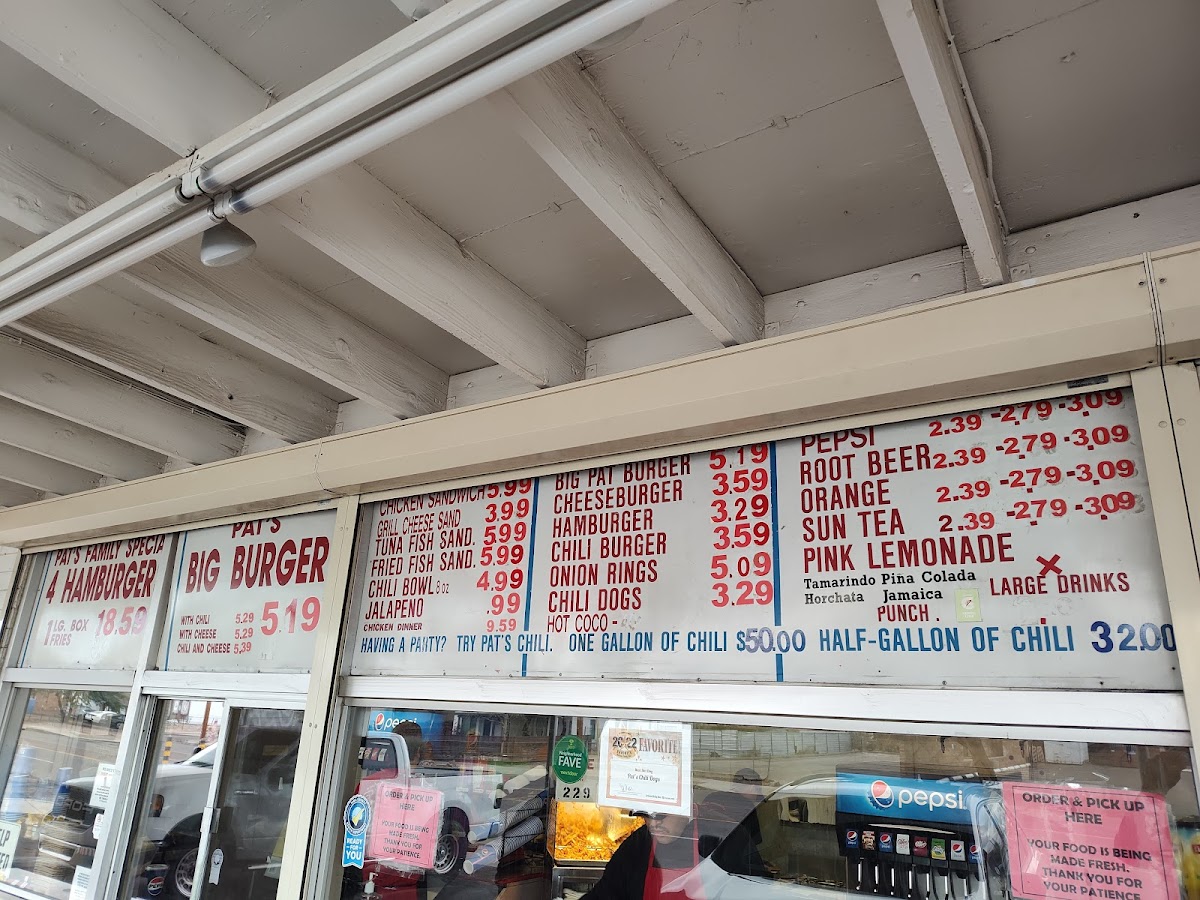 PAT'S FAMILY SPECIA
4 HAMBURGER
1 LG. BOX FRIES 18.59
PAT'S
BIG BURGER
WITH CHILI 5.29
WITH CHEESE 5.29
CHILI AND CHEESE 5.39
5.19
CHICKEN SANDWICH 5.99
GRILL CHEESE SAND 3.99
TUNA FISH SAND. 5.99
FRIED FISH SAND. 5.99
CHILI BOWL 8 OZ 4.99
JALAPENO .99
CHICKEN DINNER 9.59
BIG PAT BURGER 5.19
CHEESEBURGER 3.59
HAMBURGER 3.29
CHILI BURGER 3.59
ONION RINGS 5.09
CHILI DOGS 3.29
HOT COCO -
PEPSI 2.39 -2.79 -3.09
ROOT BEER 2.39 -2.79 -3.09
ORANGE 2.39 -2.79 -3.09
SUN TEA 2.39 -2.79 -3.09
PINK LEMONADE
Tamarindo Piña Colada
Horchata Jamaica
PUNCH .
X
LARGE DRINKS
HAVING A PARTY? TRY PAT'S CHILI. ONE GALLON OF CHILI $50.00 HALF-GALLON OF CHILI 32.00
pepsi
Neighborhood
FAVE
229
2022
FAVORITE
Pat's Chili Dogs
READY
FOR
YOU
ORDER & PICK UP
HERE
YOUR FOOD IS BEING
MADE FRESH.
THANK YOU FOR
YOUR PATIENCE.
pepsi
ORDER & PICK UP
HERE
YOUR FOOD IS BEING
MADE FRESH.
THANK YOU FOR
YOUR PATIENCE